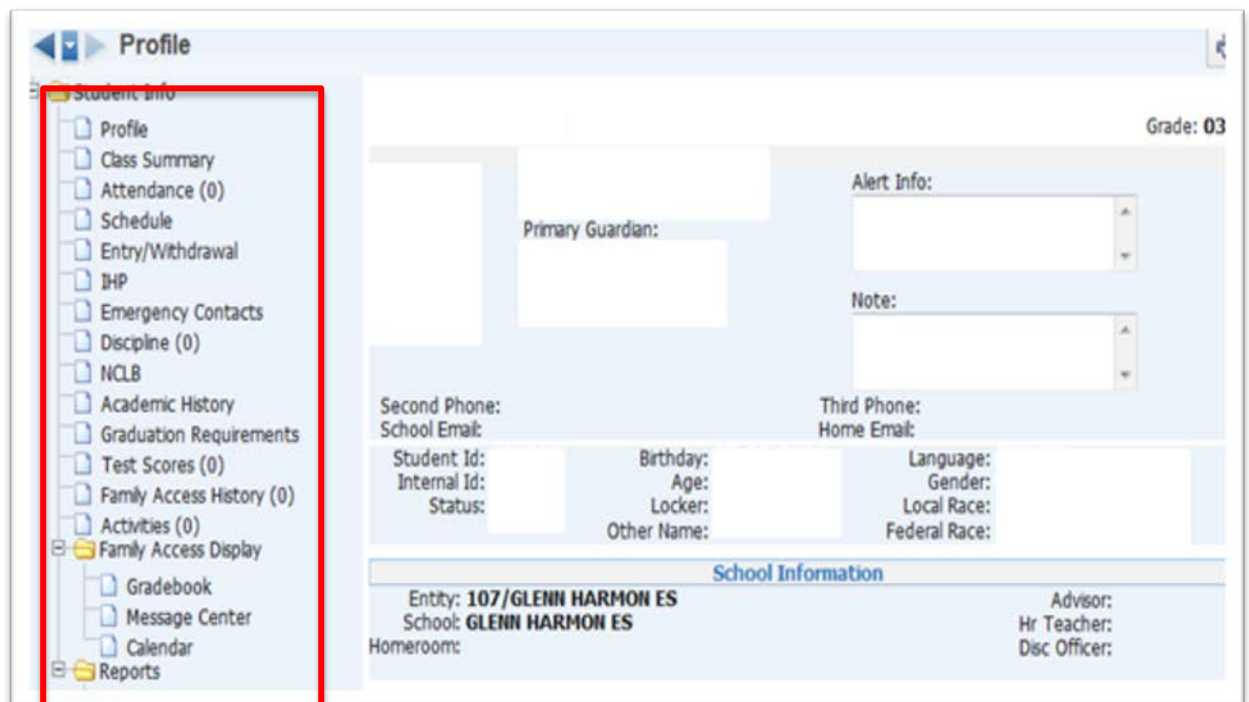 Profile
Student Info
Profile
Class Summary
Attendance (0)
Schedule
Entry/Withdrawal
IHP
Emergency Contacts
Discipline (0)
NCLB
Academic History
Graduation Requirements
Test Scores (0)
Family Access History (0)
Activities (0)
Family Access Display
Gradebook
Message Center
Calendar
Reports
Grade: 03
Alert Info:
Primary Guardian:
Note:
Second Phone: Third Phone:
School Email: Home Email:
Student Id: Birthday: Language:
Internal Id: Age: Gender:
Status: Locker: Local Race:
Other Name: Federal Race:
School Information
Entity: 107/GLENN HARMON ES Advisor:
School: GLENN HARMON ES Hr Teacher:
Homeroom: Disc Officer: